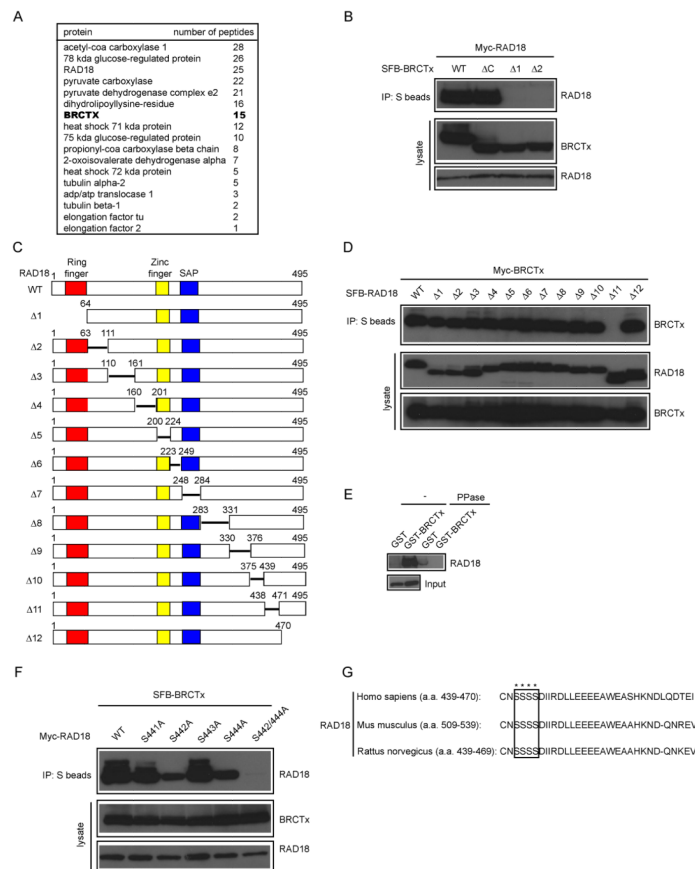 A
protein number of peptides
acetyl-coa carboxylase 1 28
78 kda glucose-regulated protein 26
RAD18 25
pyruvate carboxylase 22
pyruvate dehydrogenase complex e2 21
dihydrolipoyllysine-residue 16
BRCTX 15
heat shock 71 kda protein 12
75 kda glucose-regulated protein 10
propionyl-coa carboxylase beta chain 8
2-oxoisovalerate dehydrogenase alpha 7
heat shock 72 kda protein 5
tubulin alpha-2 5
adp/atp translocase 1 3
tubulin beta-1 2
elongation factor tu 2
elongation factor 2 1
B
Myc-RAD18
SFB-BRCTx WT ΔC Δ1 Δ2
IP: S beads RAD18
lysate
BRCTx
RAD18
C
Ring finger Zinc finger SAP
RAD18 1 495
WT
64 495
Δ1
1 63 111 495
Δ2
1 110 161 495
Δ3
1 160 201 495
Δ4
1 200 224 495
Δ5
1 223 249 495
Δ6
1 248 284 495
Δ7
1 283 331 495
Δ8
1 330 376 495
Δ9
1 375 439 495
Δ10
1 438 471 495
Δ11
1 470
Δ12
D
Myc-BRCTx
SFB-RAD18 WT Δ1 Δ2 Δ3 Δ4 Δ5 Δ6 Δ7 Δ8 Δ9 Δ10 Δ11 Δ12
IP: S beads BRCTx
lysate
RAD18
BRCTx
E
- PPase
GST GST-BRCTx GST GST-BRCTx
RAD18
Input
F
SFB-BRCTx
Myc-RAD18 WT S441A S442A S443A S444A S442/444A
IP: S beads RAD18
lysate
BRCTx
RAD18
G
* * * *
RAD18
Homo sapiens (a.a. 439-470): CNSSSSDIIRDLLEEEEAWEASHKNDLQDTEI
Mus musculus (a.a. 509-539): CNSSSSDIIRDLLEEEEAWEAAHKND-QNREV
Rattus norvegicus (a.a. 439-469): CNSSSSDIIRDLLEEEEAWEAAHKND-QNKEV